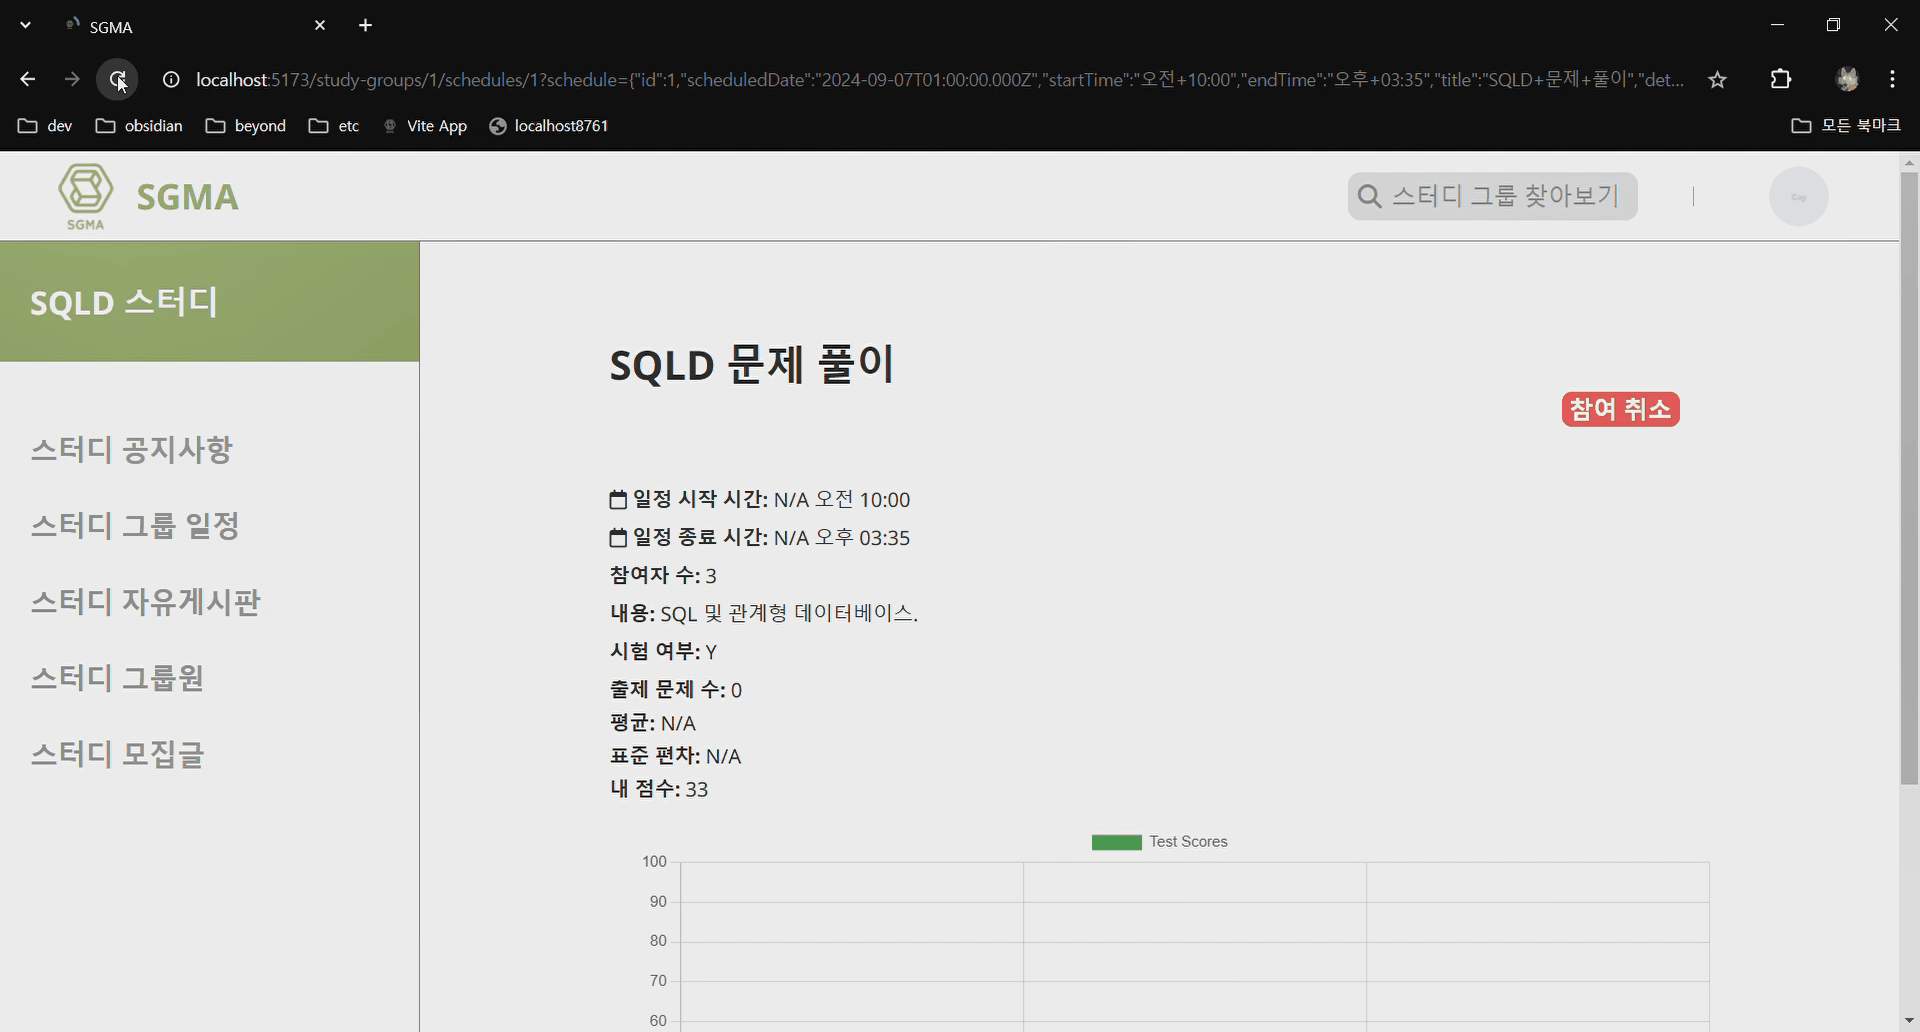 SGMA
localhost:5173/study-groups/1/schedules/1?schedule={"id":1,"scheduledDate":"2024-09-07T01:00:00.000Z","startTime":"오전+10:00","endTime":"오후+03:35","title":"SQLD+문제+풀이","det...
dev obsidian beyond etc Vite App localhost8761 모든 북마크
SGMA
SGMA
스터디 그룹 찾아보기
SQLD 스터디
스터디 공지사항
스터디 그룹 일정
스터디 자유게시판
스터디 그룹원
스터디 모집글
SQLD 문제 풀이
참여 취소
일정 시작 시간: N/A 오전 10:00
일정 종료 시간: N/A 오후 03:35
참여자 수: 3
내용: SQL 및 관계형 데이터베이스.
시험 여부: Y
출제 문제 수: 0
평균: N/A
표준 편차: N/A
내 점수: 33
Test Scores
100
90
80
70
60